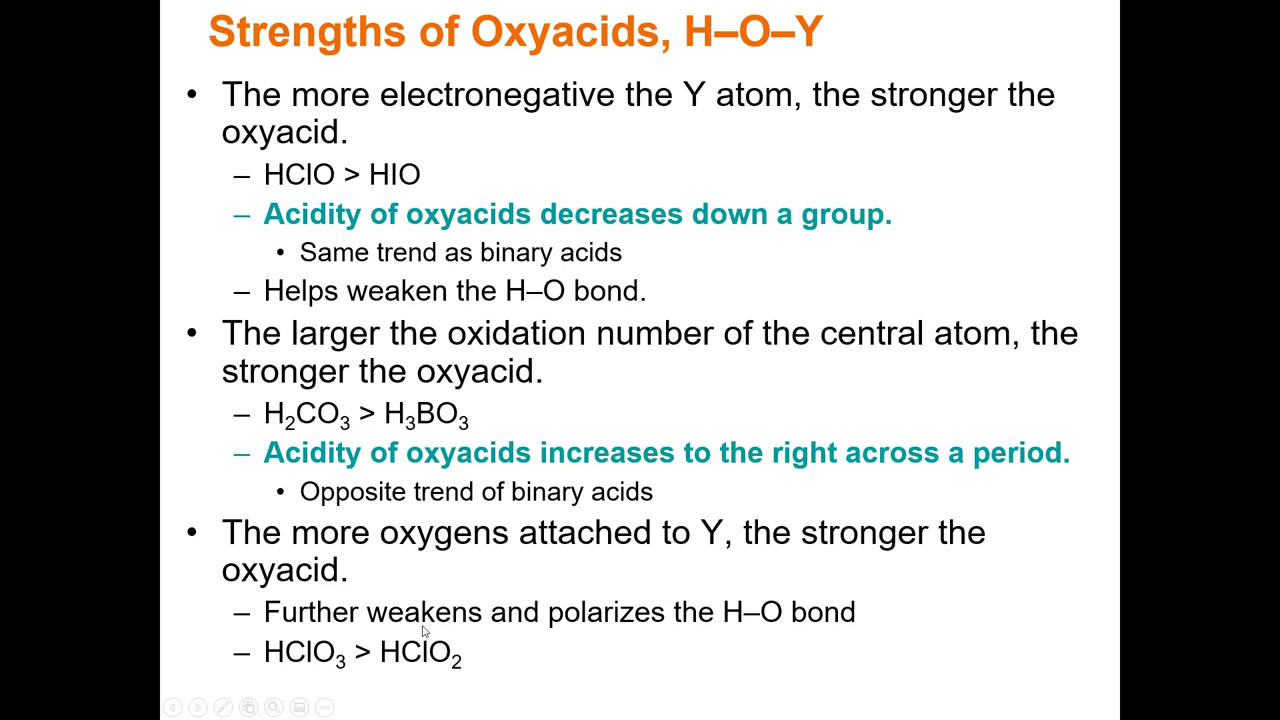 Strengths of Oxyacids, H–O–Y
• The more electronegative the Y atom, the stronger the
oxyacid.
– HClO > HIO
– Acidity of oxyacids decreases down a group.
• Same trend as binary acids
– Helps weaken the H–O bond.
• The larger the oxidation number of the central atom, the
stronger the oxyacid.
– H₂CO₃ > H₃BO₃
– Acidity of oxyacids increases to the right across a period.
• Opposite trend of binary acids
• The more oxygens attached to Y, the stronger the
oxyacid.
– Further weakens and polarizes the H–O bond
– HClO₃ > HClO₂